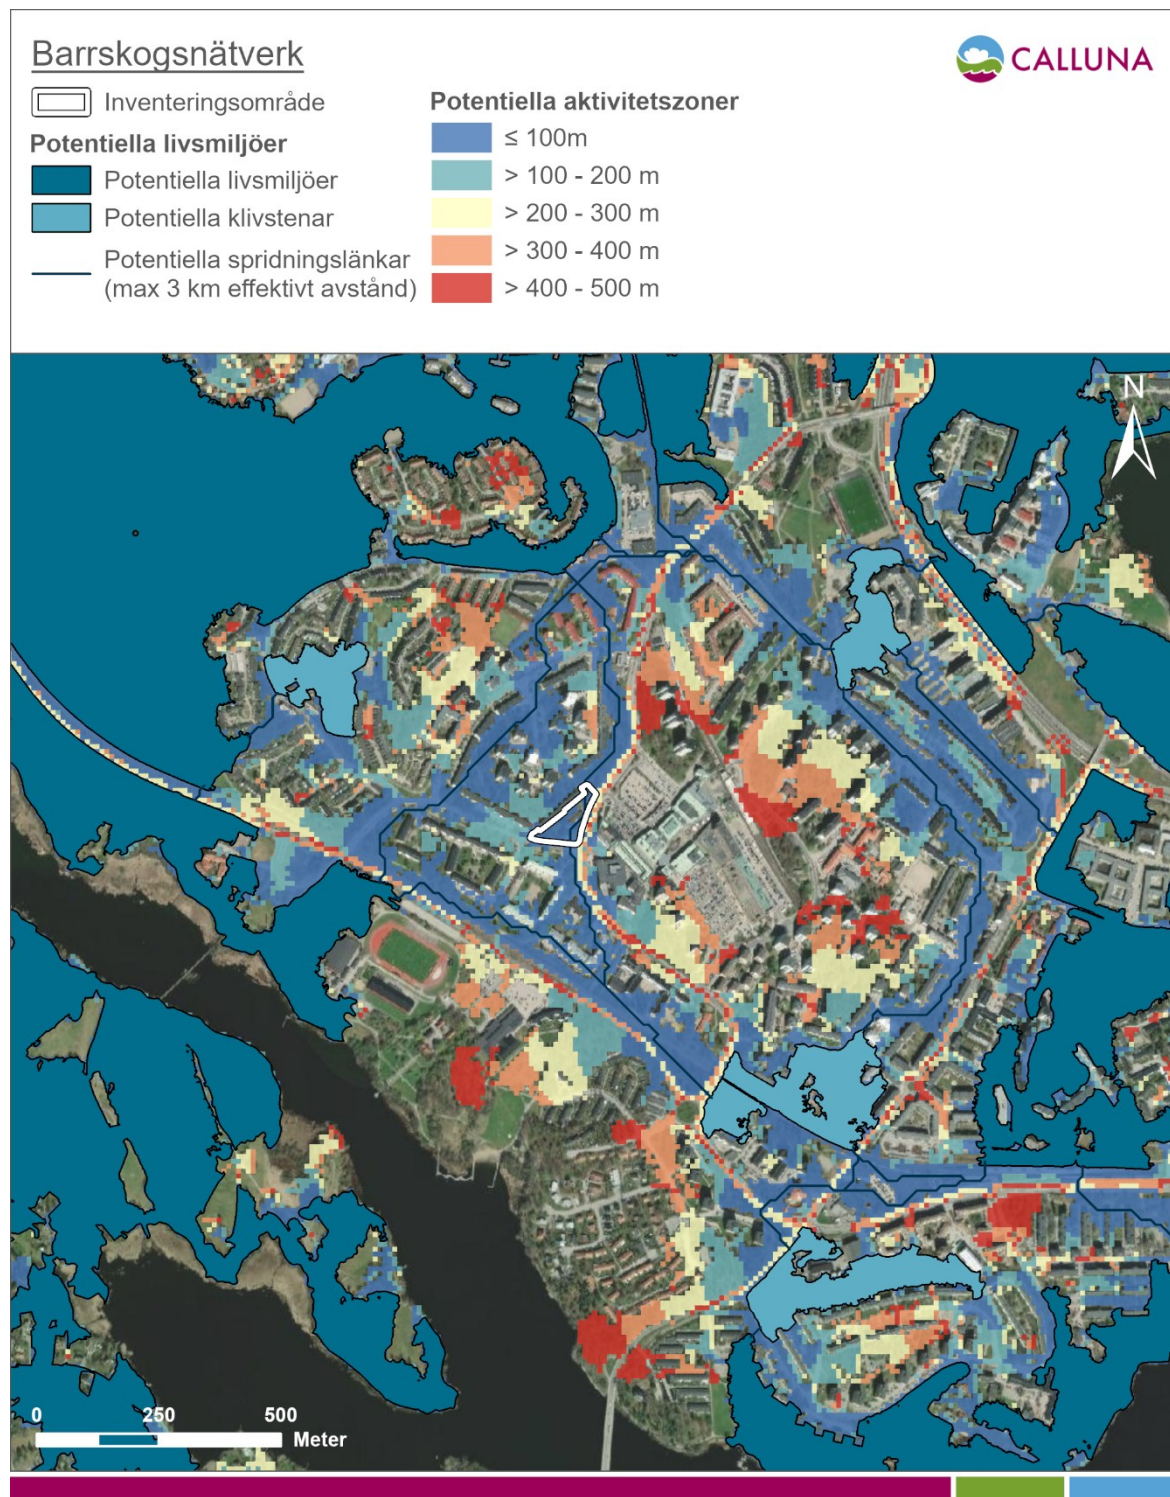 Barrskogsnätverk
CALLUNA
Inventeringsområde
Potentiella livsmiljöer
Potentiella livsmiljöer
Potentiella klivstenar
Potentiella spridningslänkar
(max 3 km effektivt avstånd)
Potentiella aktivitetszoner
≤ 100m
> 100 - 200 m
> 200 - 300 m
> 300 - 400 m
> 400 - 500 m
N
0 250 500
Meter